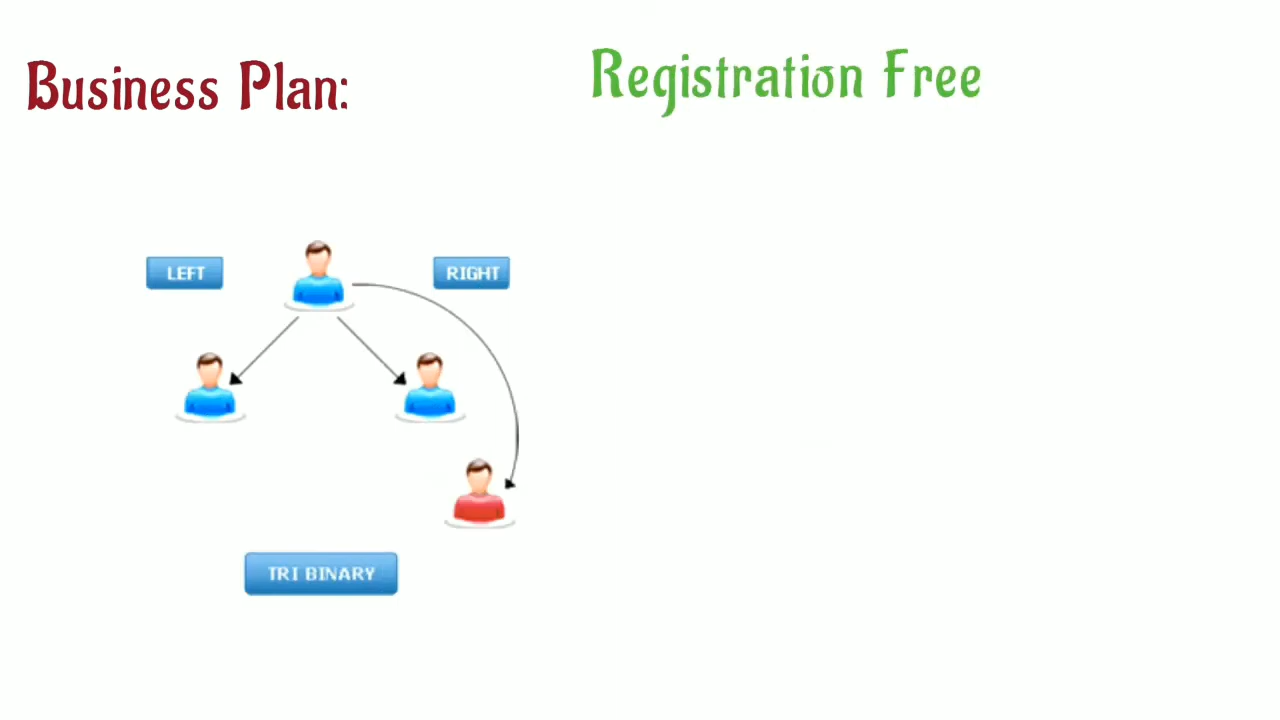 Business Plan:
Registration Free
LEFT
RIGHT
TRI BINARY